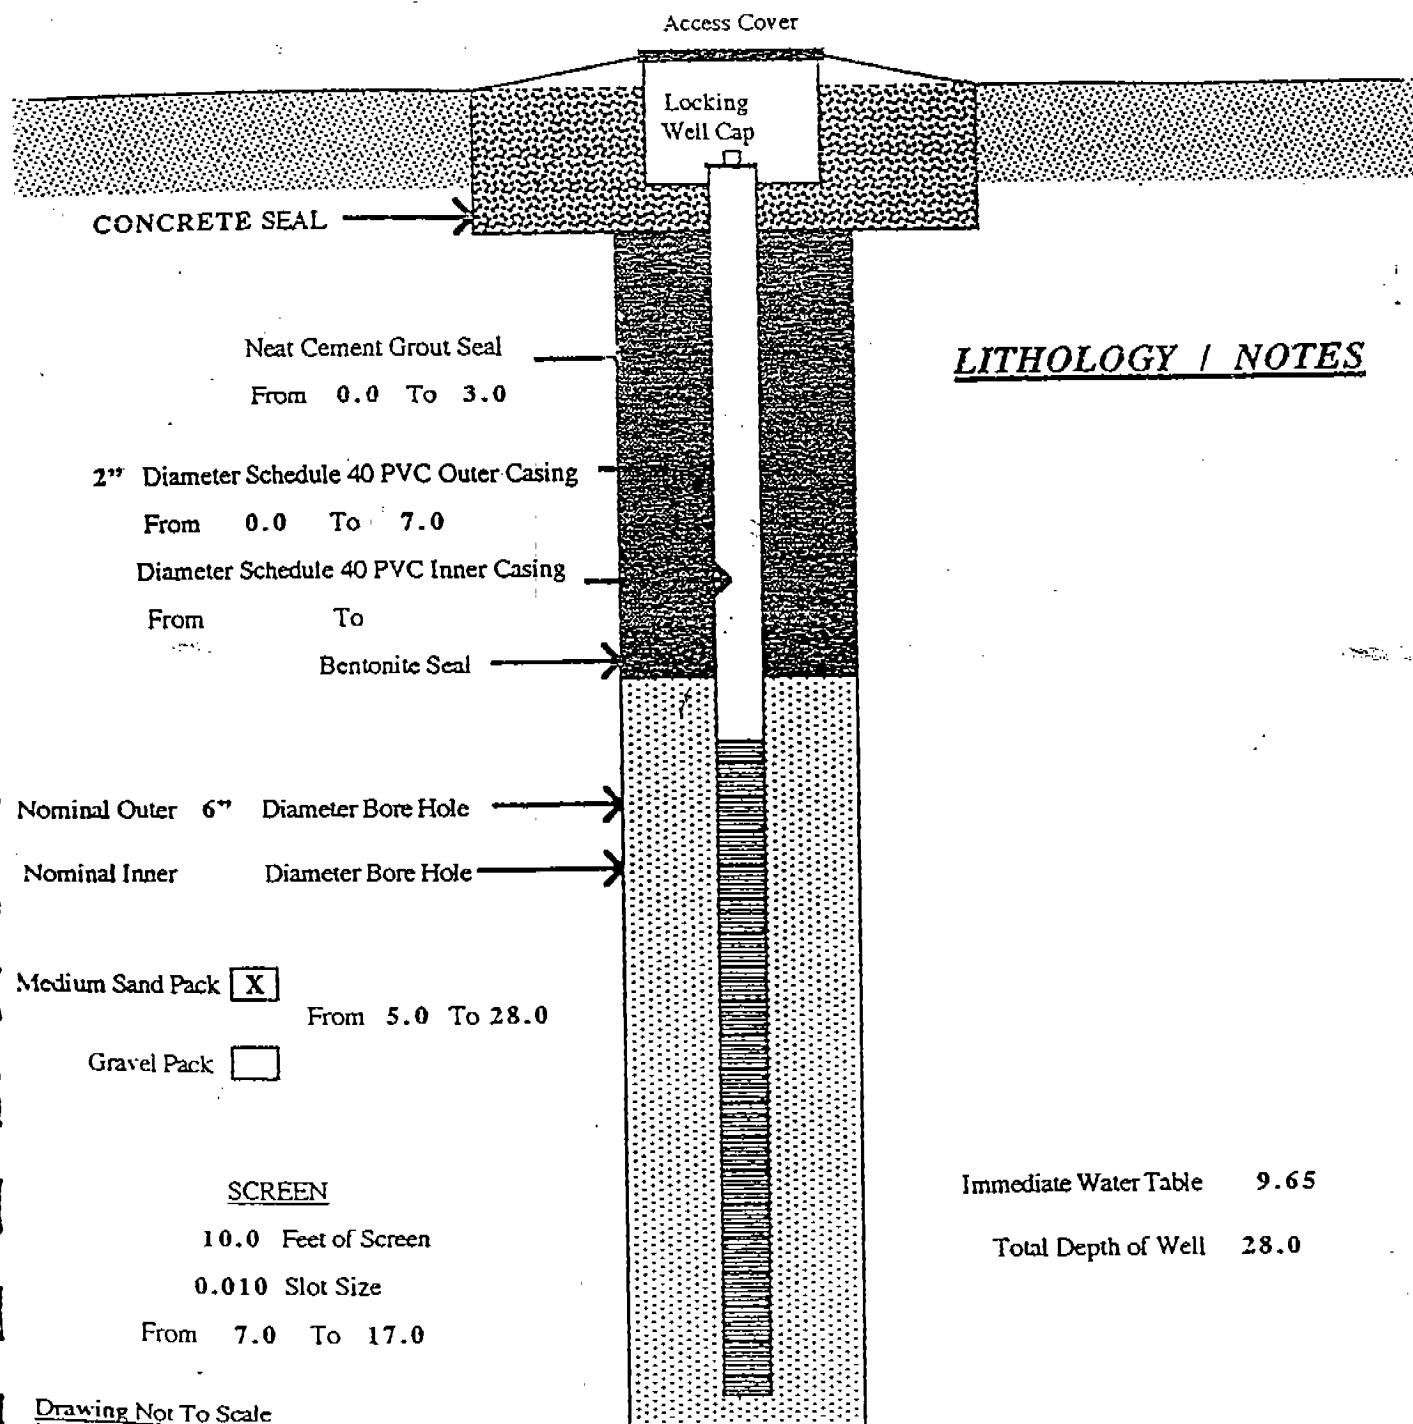 Access Cover
Locking
Well Cap
CONCRETE SEAL
Neat Cement Grout Seal
From 0.0 To 3.0
LITHOLOGY / NOTES
2" Diameter Schedule 40 PVC Outer Casing
From 0.0 To 7.0
Diameter Schedule 40 PVC Inner Casing
From To
Bentonite Seal
Nominal Outer 6" Diameter Bore Hole
Nominal Inner Diameter Bore Hole
Medium Sand Pack X
From 5.0 To 28.0
Gravel Pack
SCREEN
10.0 Feet of Screen
0.010 Slot Size
From 7.0 To 17.0
Immediate Water Table 9.65
Total Depth of Well 28.0
Drawing Not To Scale